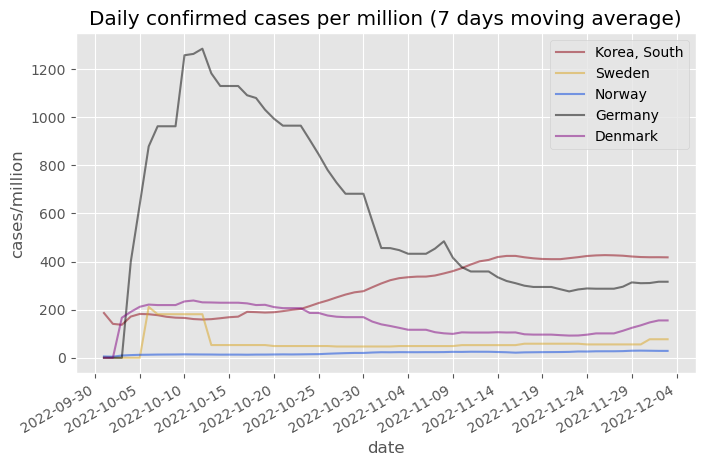 Daily confirmed cases per million (7 days moving average)
Korea, South
Sweden
Norway
Germany
Denmark
cases/million
1200
1000
800
600
400
200
0
2022-09-30
2022-10-05
2022-10-10
2022-10-15
2022-10-20
2022-10-25
2022-10-30
2022-11-04
2022-11-09
2022-11-14
2022-11-19
2022-11-24
2022-11-29
2022-12-04
date